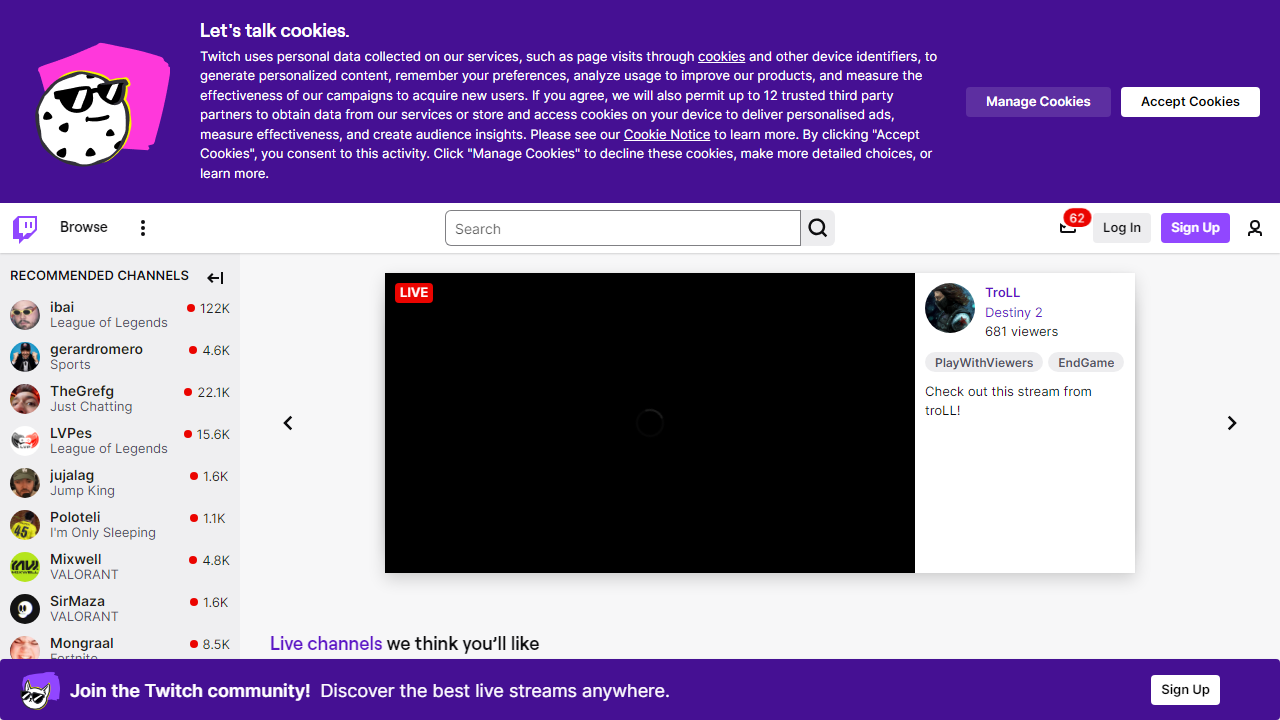 Let's talk cookies.
Twitch uses personal data collected on our services, such as page visits through cookies and other device identifiers, to
generate personalized content, remember your preferences, analyze usage to improve our products, and measure the
effectiveness of our campaigns to acquire new users. If you agree, we will also permit up to 12 trusted third party
partners to obtain data from our services or store and access cookies on your device to deliver personalised ads,
measure effectiveness, and create audience insights. Please see our Cookie Notice to learn more. By clicking "Accept
Cookies", you consent to this activity. Click "Manage Cookies" to decline these cookies, make more detailed choices, or
learn more.
Manage Cookies
Accept Cookies
Browse
Search
62
Log In
Sign Up
RECOMMENDED CHANNELS
ibai 122K
League of Legends
gerardromero 4.6K
Sports
TheGrefg 22.1K
Just Chatting
LVPes 15.6K
League of Legends
jujalag 1.6K
Jump King
Poloteli 1.1K
I'm Only Sleeping
Mixwell 4.8K
VALORANT
SirMaza 1.6K
VALORANT
Mongraal 8.5K
Fortnite
LIVE
TroLL
Destiny 2
681 viewers
PlayWithViewers EndGame
Check out this stream from
troLL!
Live channels we think you’ll like
Join the Twitch community! Discover the best live streams anywhere.
Sign Up